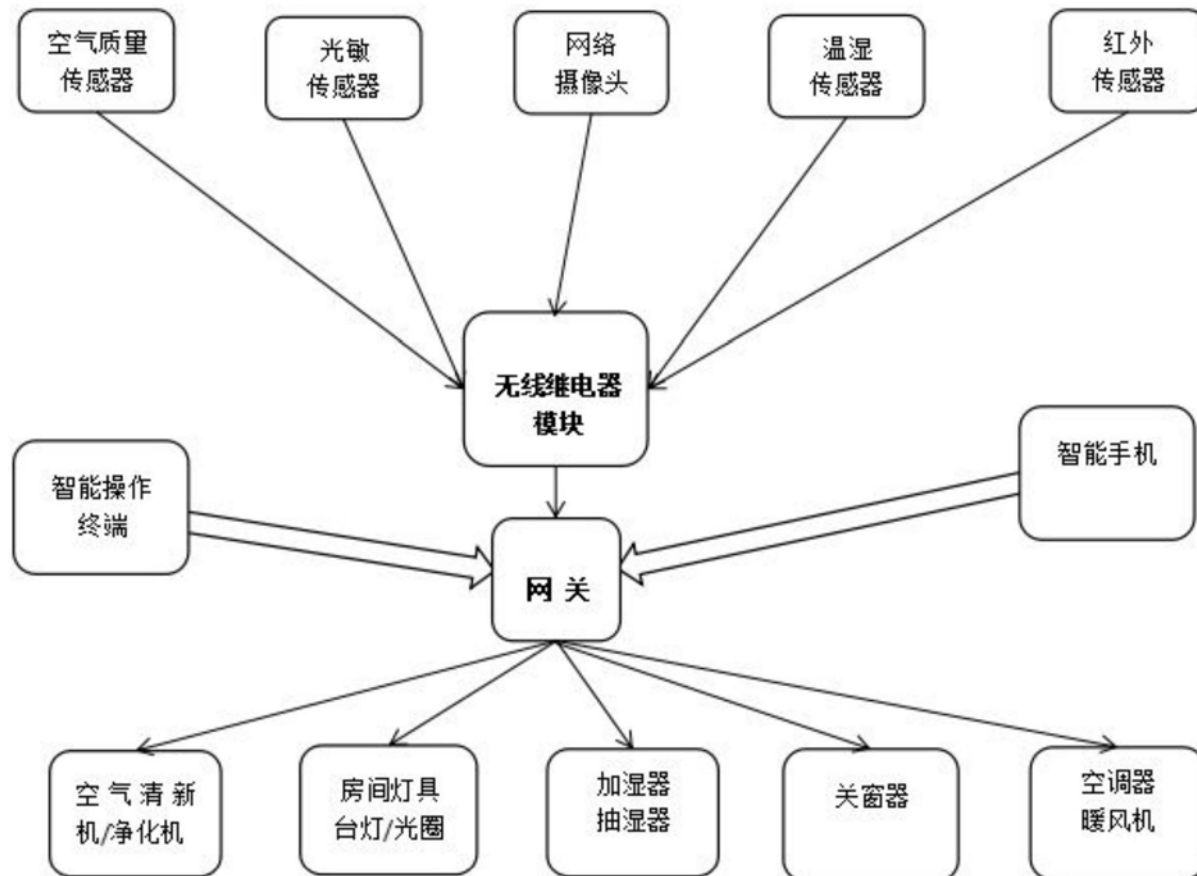 空气质量
传感器
光敏
传感器
网络
摄像头
温湿
传感器
红外
传感器
无线继电器
模块
智能操作
终端
智能手机
网 关
空 气 清 新
机/净化机
房间灯具
台灯/光圈
加湿器
抽湿器
关窗器
空调器
暖风机